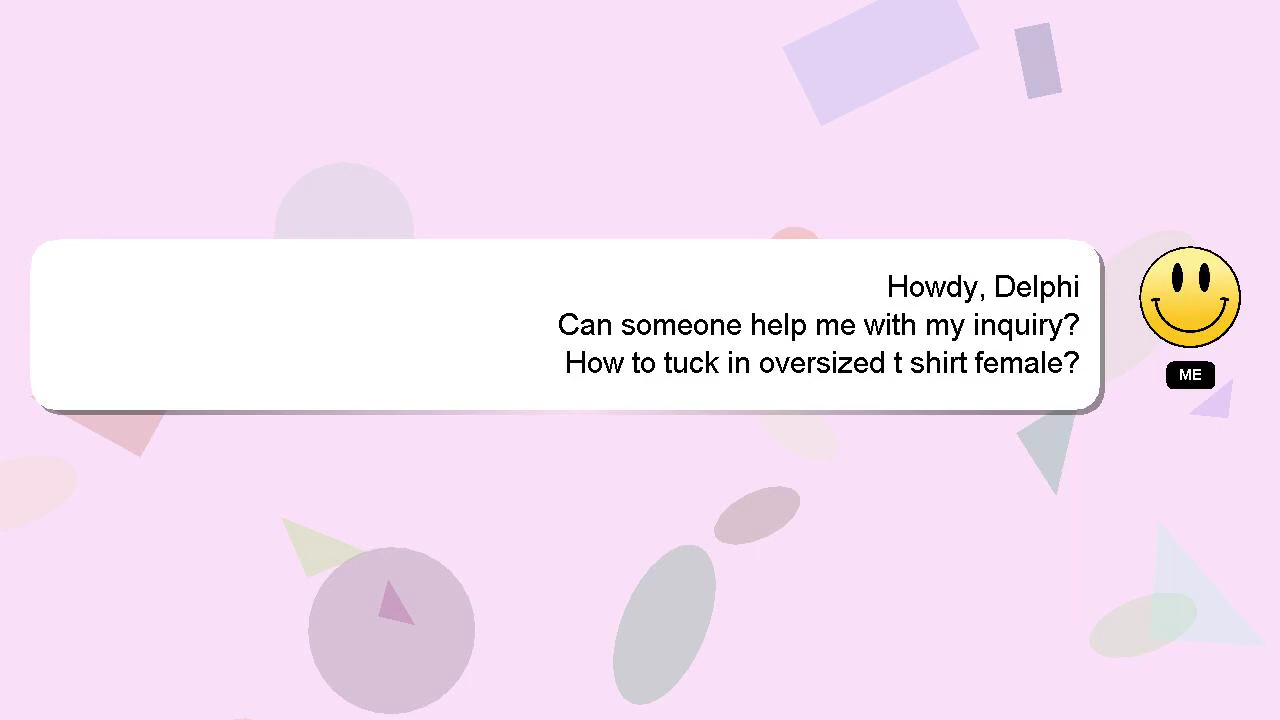 Howdy, Delphi
Can someone help me with my inquiry?
How to tuck in oversized t shirt female?
ME